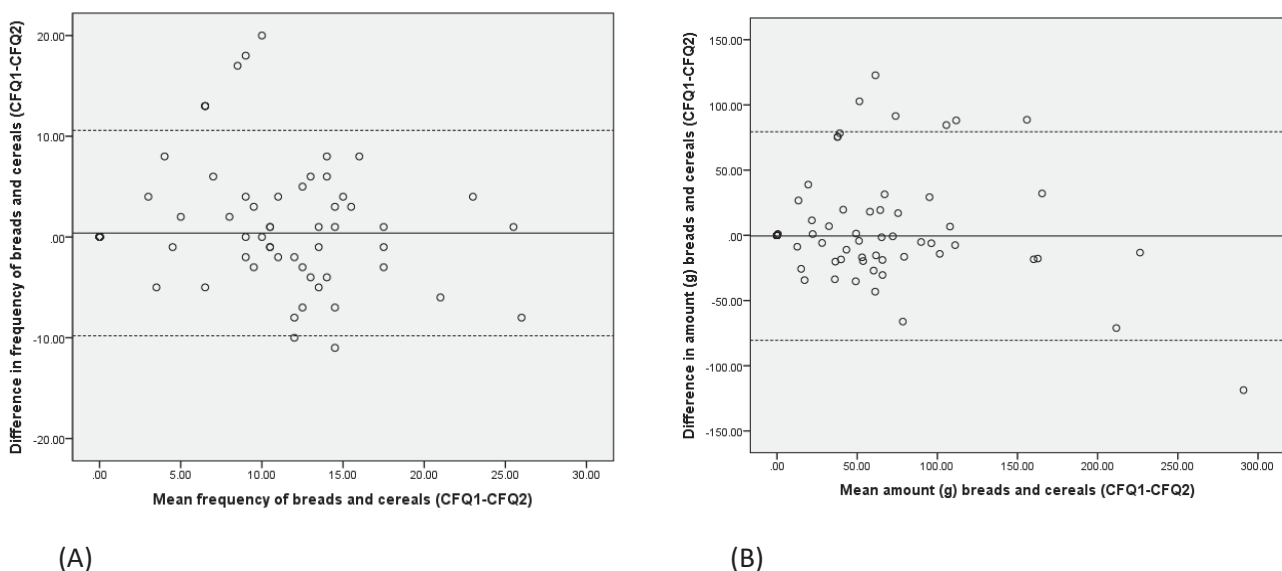 Difference in frequency of breads and cereals (CFQ1-CFQ2)
20.00
10.00
.00
-10.00
-20.00
.00 5.00 10.00 15.00 20.00 25.00 30.00
Mean frequency of breads and cereals (CFQ1-CFQ2)
(A)
Difference in amount (g) breads and cereals (CFQ1-CFQ2)
150.00
100.00
50.00
.00
-50.00
-100.00
-150.00
.00 50.00 100.00 150.00 200.00 250.00 300.00
Mean amount (g) breads and cereals (CFQ1-CFQ2)
(B)